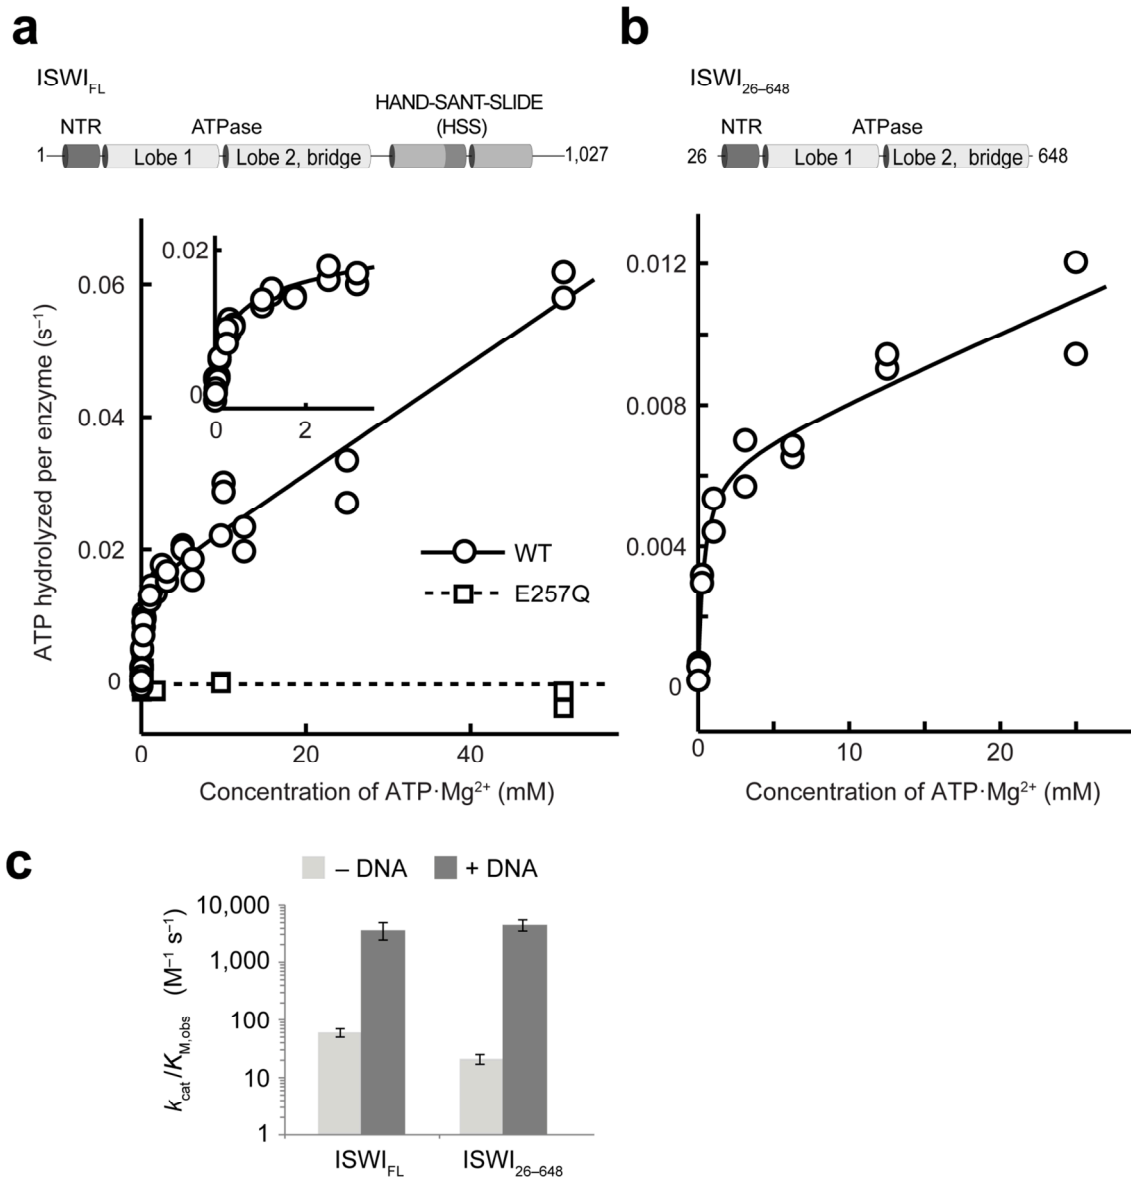 a
ISWI_FL
HAND-SANT-SLIDE
(HSS)
NTR ATPase
1 Lobe 1 Lobe 2, bridge 1,027
0.06
0.04
0.02
0
ATP hydrolyzed per enzyme (s⁻¹)
0.02
0
0 2
WT
E257Q
0 20 40
Concentration of ATP·Mg²⁺ (mM)
b
ISWI_26–648
NTR ATPase
26 Lobe 1 Lobe 2, bridge 648
0.012
0.008
0.004
0
0 10 20
Concentration of ATP·Mg²⁺ (mM)
c
– DNA + DNA
10,000
1,000
100
10
1
k_cat/K_M,obs (M⁻¹ s⁻¹)
ISWI_FL ISWI_26–648